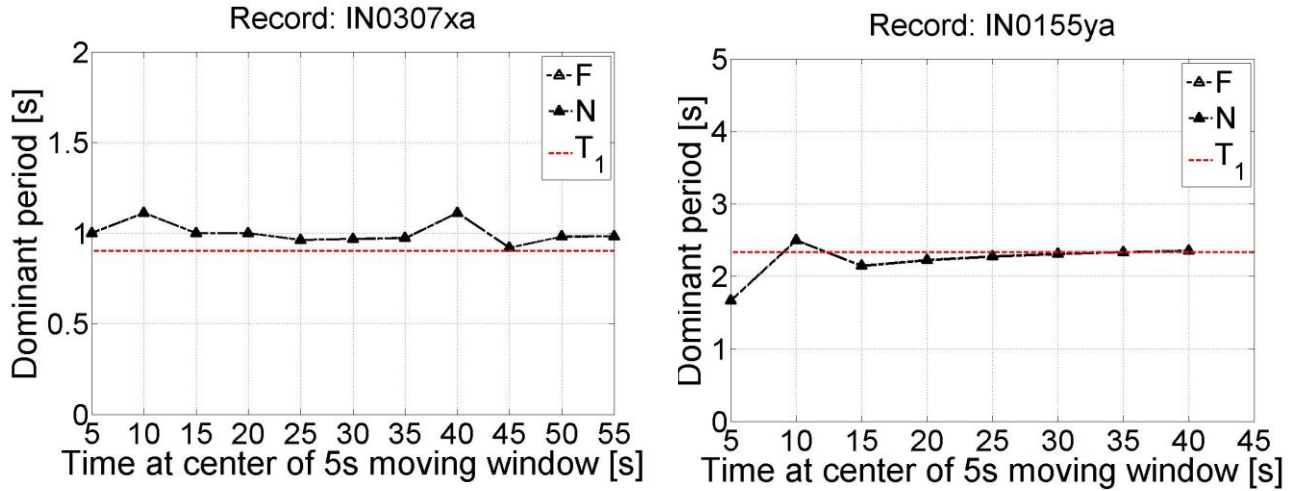 Record: IN0307xa
Dominant period [s]
2
1.5
1
0.5
0
F
N
T1
5 10 15 20 25 30 35 40 45 50 55
Time at center of 5s moving window [s]
Record: IN0155ya
Dominant period [s]
5
4
3
2
1
0
F
N
T1
5 10 15 20 25 30 35 40 45
Time at center of 5s moving window [s]